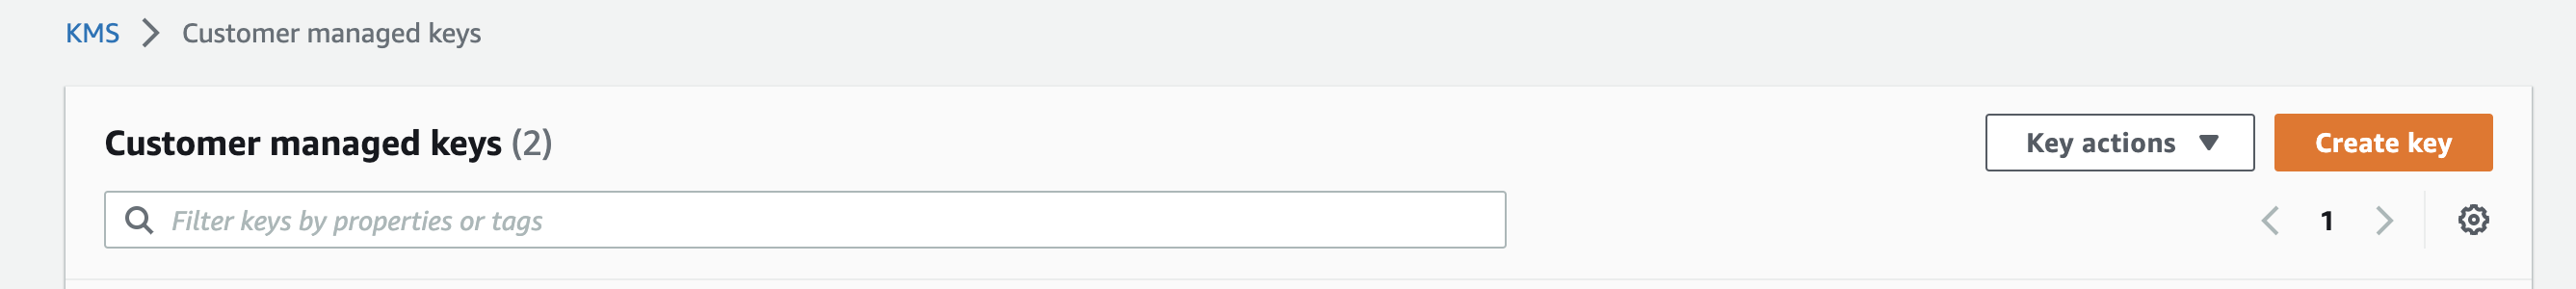 KMS > Customer managed keys
Customer managed keys (2)
Key actions
Create key
Filter keys by properties or tags
1